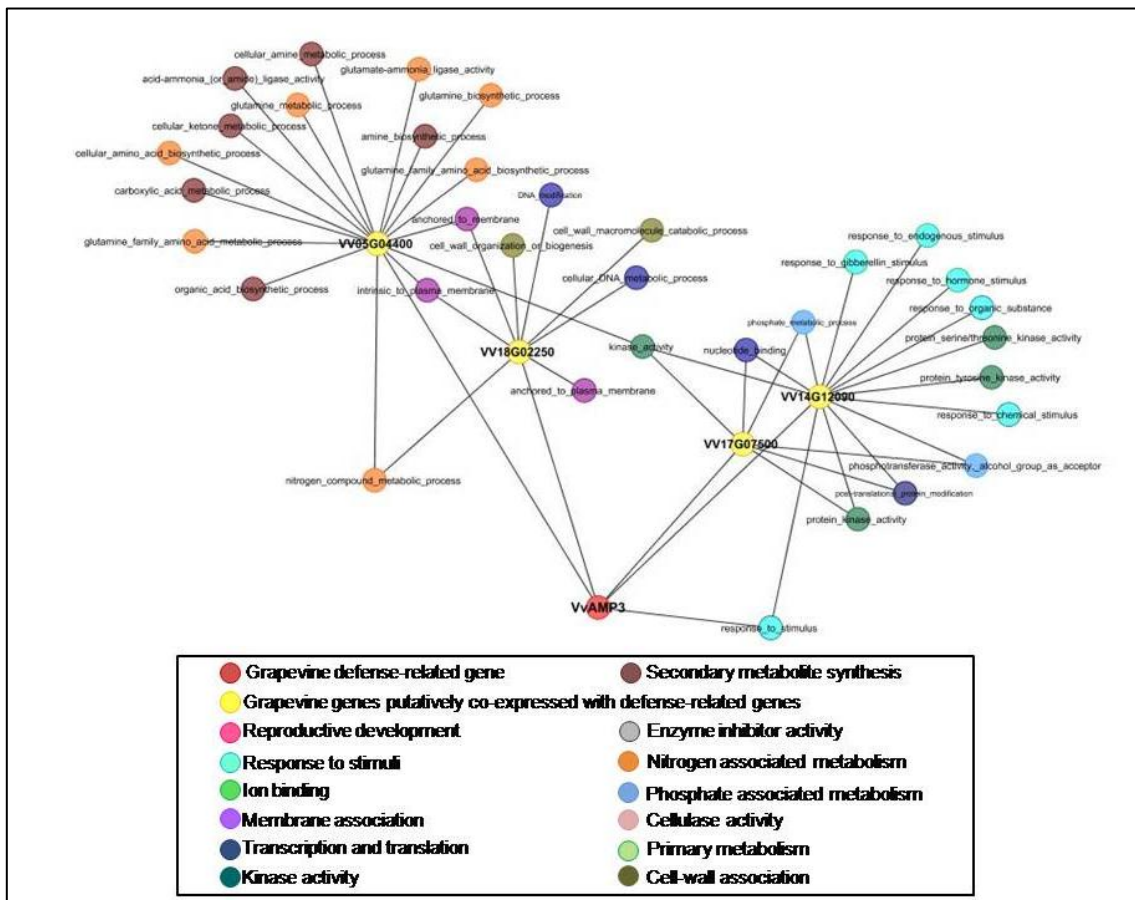 cellular_amine_metabolic_process
glutamate-ammonia_ligase_activity
acid-ammonia_(or_amide)_ligase_activity
glutamine_biosynthetic_process
glutamine_metabolic_process
cellular_ketone_metabolic_process
amine_biosynthetic_process
cellular_amino_acid_biosynthetic_process
glutamine_family_amino_acid_biosynthetic_process
carboxylic_acid_metabolic_process
DNA_modification
anchored_to_membrane
cell_wall_macromolecule_catabolic_process
glutamine_family_amino_acid_metabolic_process
VV05G04400
cell_wall_organization_or_biogenesis
response_to_endogenous_stimulus
response_to_gibberellin_stimulus
cellular_DNA_metabolic_process
response_to_hormone_stimulus
organic_acid_biosynthetic_process
intrinsic_to_plasma_membrane
response_to_organic_substance
phosphate_metabolic_process
protein_serine/threonine_kinase_activity
VV18G02250
kinase_activity
nucleotide_binding
protein_tyrosine_kinase_activity
anchored_to_plasma_membrane
VV14G12090
response_to_chemical_stimulus
VV17G07500
phosphotransferase_activity,_alcohol_group_as_acceptor
nitrogen_compound_metabolic_process
post-translational_protein_modification
protein_kinase_activity
VvAMP3
response_to_stimulus
Grapevine defense-related gene
Secondary metabolite synthesis
Grapevine genes putatively co-expressed with defense-related genes
Reproductive development
Enzyme inhibitor activity
Response to stimuli
Nitrogen associated metabolism
Ion binding
Phosphate associated metabolism
Membrane association
Cellulase activity
Transcription and translation
Primary metabolism
Kinase activity
Cell-wall association